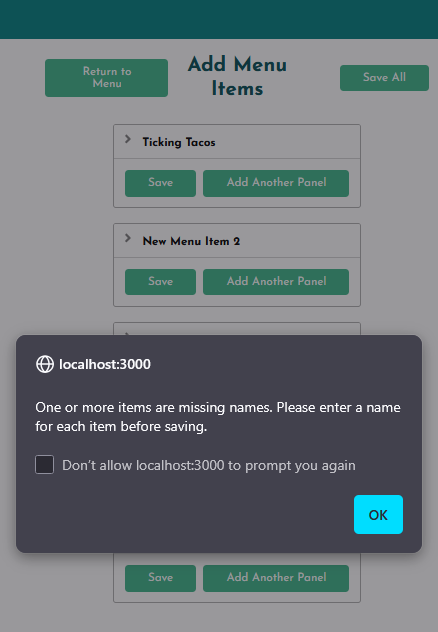 Return to
Menu
Add Menu
Items
Save All
Ticking Tacos
Save
Add Another Panel
New Menu Item 2
Save
Add Another Panel
localhost:3000
One or more items are missing names. Please enter a name
for each item before saving.
Don't allow localhost:3000 to prompt you again
OK
Save
Add Another Panel